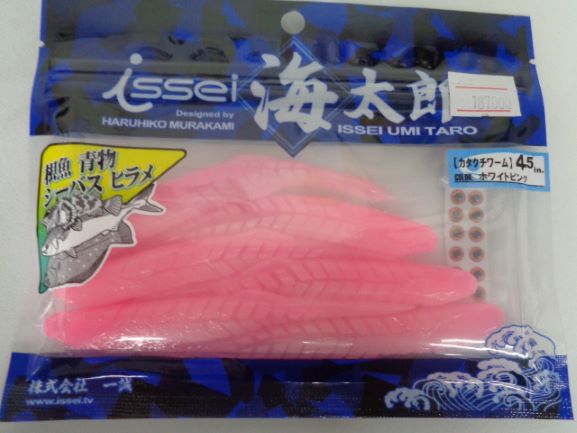 issei
海太郎
Designed by
HARUHIKO MURAKAMI
ISSEI UMI TARO
187000
根魚 青物
シーバス ヒラメ
【カタクチワーム】4.5in.
COLOR ホワイトピンク
株式会社 一誠
www.issei.tv